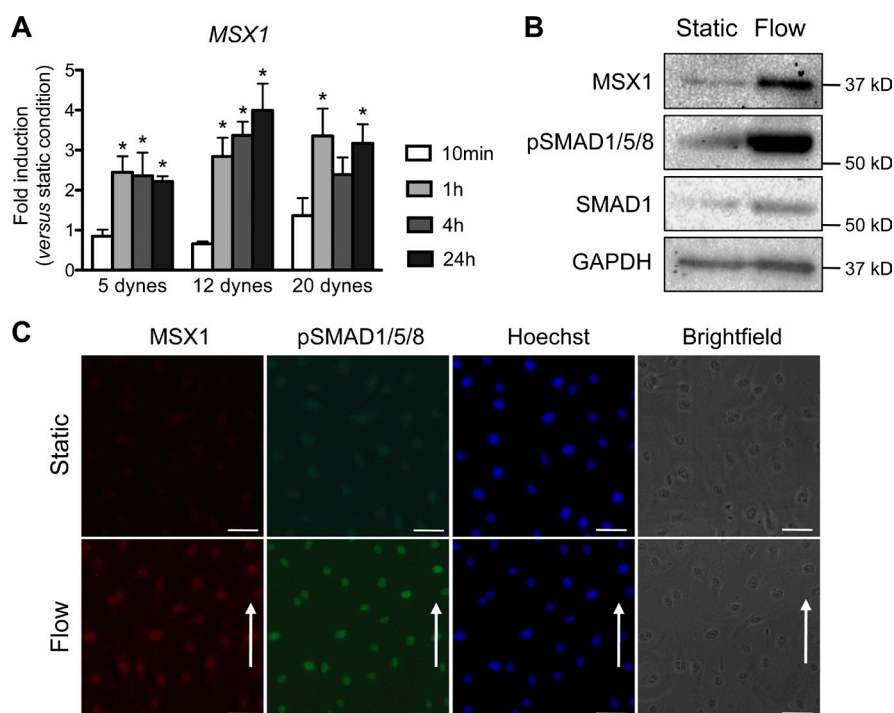 A
MSX1
Fold induction
(versus static condition)
5
4
3
2
1
0
* * *
* * *
* *
5 dynes 12 dynes 20 dynes
10min
1h
4h
24h
B
Static Flow
MSX1
37 kD
pSMAD1/5/8
50 kD
SMAD1
50 kD
GAPDH
37 kD
C
MSX1 pSMAD1/5/8 Hoechst Brightfield
Static
Flow